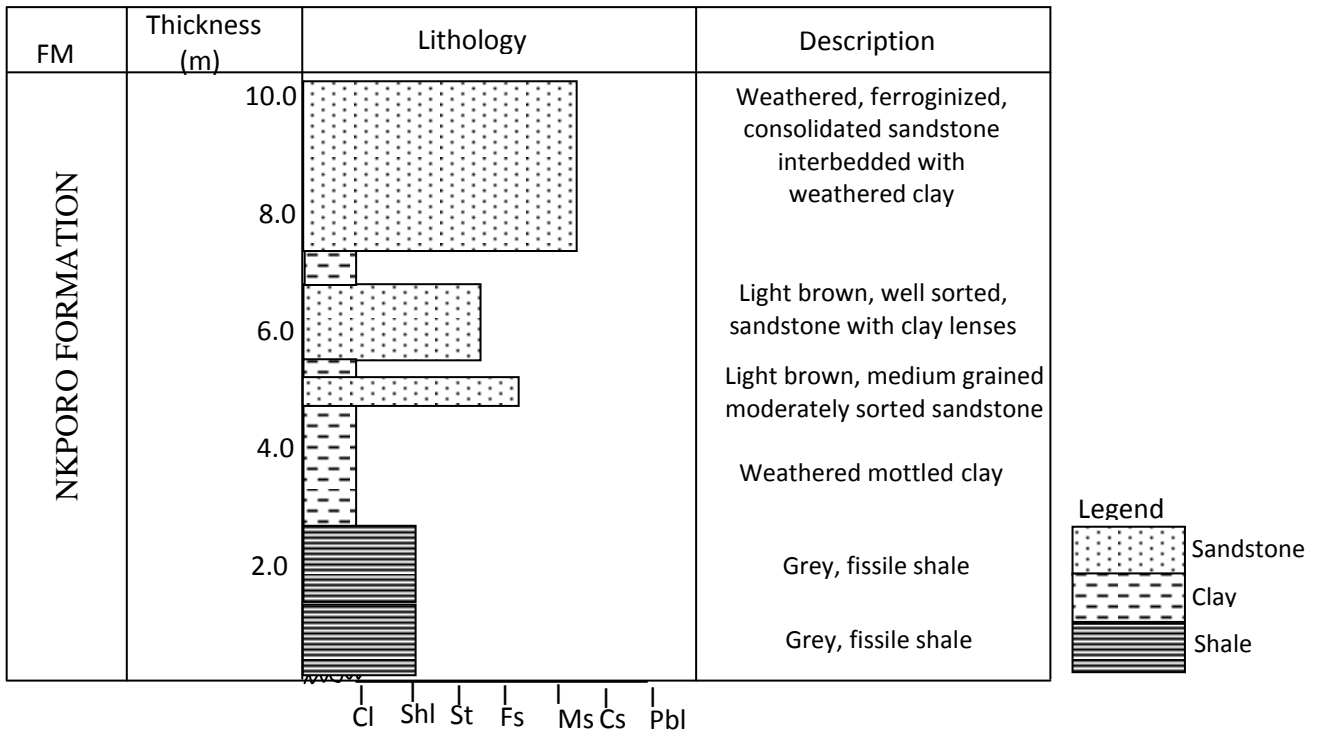 FM
Thickness
(m)
Lithology
Description
NKPORO FORMATION
10.0
8.0
6.0
4.0
2.0
Weathered, ferroginized,
consolidated sandstone
interbedded with
weathered clay
Light brown, well sorted,
sandstone with clay lenses
Light brown, medium grained
moderately sorted sandstone
Weathered mottled clay
Grey, fissile shale
Grey, fissile shale
Legend
Sandstone
Clay
Shale
Cl Shl St Fs Ms Cs Pbl